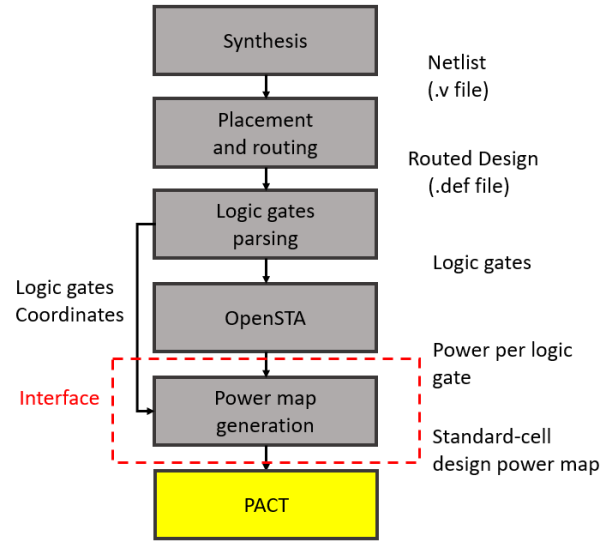 Synthesis
Netlist
(.v file)
Placement
and routing
Routed Design
(.def file)
Logic gates
parsing
Logic gates
Logic gates
Coordinates
OpenSTA
Power per logic
gate
Interface
Power map
generation
Standard-cell
design power map
PACT